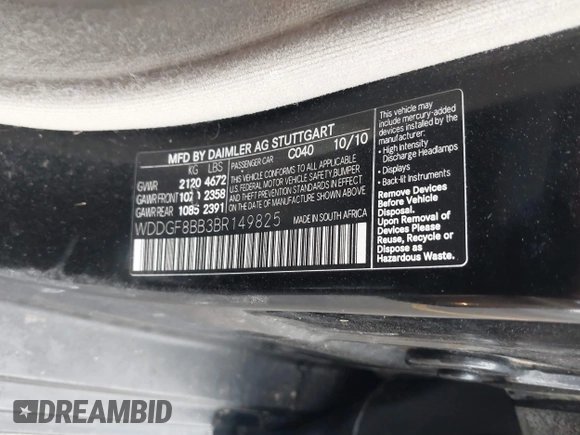 MFD BY DAIMLER AG STUTTGART
KG LBS PASSENGER CAR C040 10/10
GVWR 2120 4672
GAWR FRONT 2358
GAWR REAR 1085 2391
THIS VEHICLE CONFORMS TO ALL APPLICABLE
U.S. FEDERAL MOTOR VEHICLE SAFETY, BUMPER,
AND THEFT PREVENTION STANDARDS IN EFFECT
ON THE DATE OF MANUFACTURE SHOWN ABOVE.
WDDGF8BB3BR149825
MADE IN SOUTH AFRICA
This vehicle may
include mercury-added
devices installed by the
manufacturer:
• High Intensity
Discharge Headlamps
• Displays
• Back-lit Instruments
Remove Devices
Before Vehicle
Disposal.
Upon Removal of
Devices Please
Reuse, Recycle or
Dispose as
Hazardous Waste.
DREAMBID